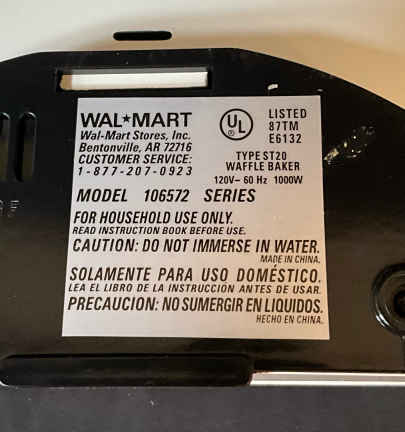 WAL★MART
Wal-Mart Stores, Inc.
Bentonville, AR 72716
CUSTOMER SERVICE:
1-877-207-0923
UL
LISTED
87TM
E6132
TYPE ST20
WAFFLE BAKER
120V~ 60 Hz 1000W
MODEL 106572 SERIES
FOR HOUSEHOLD USE ONLY.
READ INSTRUCTION BOOK BEFORE USE.
CAUTION: DO NOT IMMERSE IN WATER.
MADE IN CHINA.
SOLAMENTE PARA USO DOMÉSTICO.
LEA EL LIBRO DE LA INSTRUCCIÓN ANTES DE USAR.
PRECAUCION: NO SUMERGIR EN LIQUIDOS.
HECHO EN CHINA.